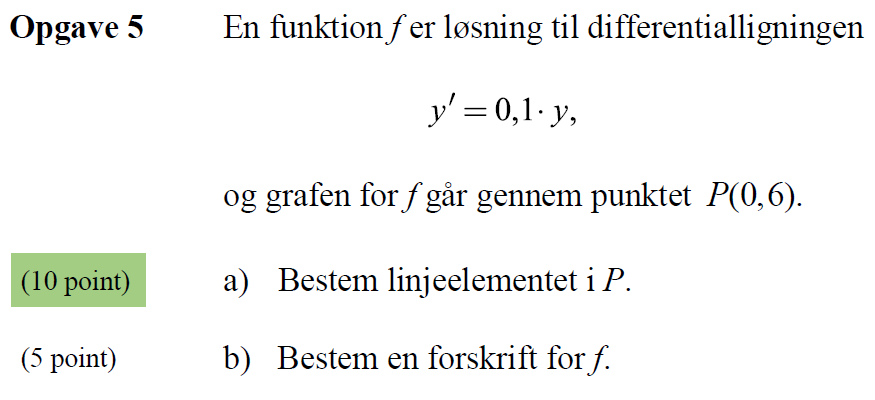 Opgave 5 En funktion f er løsning til differentialligningen
y′ = 0,1 · y,
og grafen for f går gennem punktet P(0,6).
(10 point) a) Bestem linjeelementet i P.
(5 point) b) Bestem en forskrift for f.